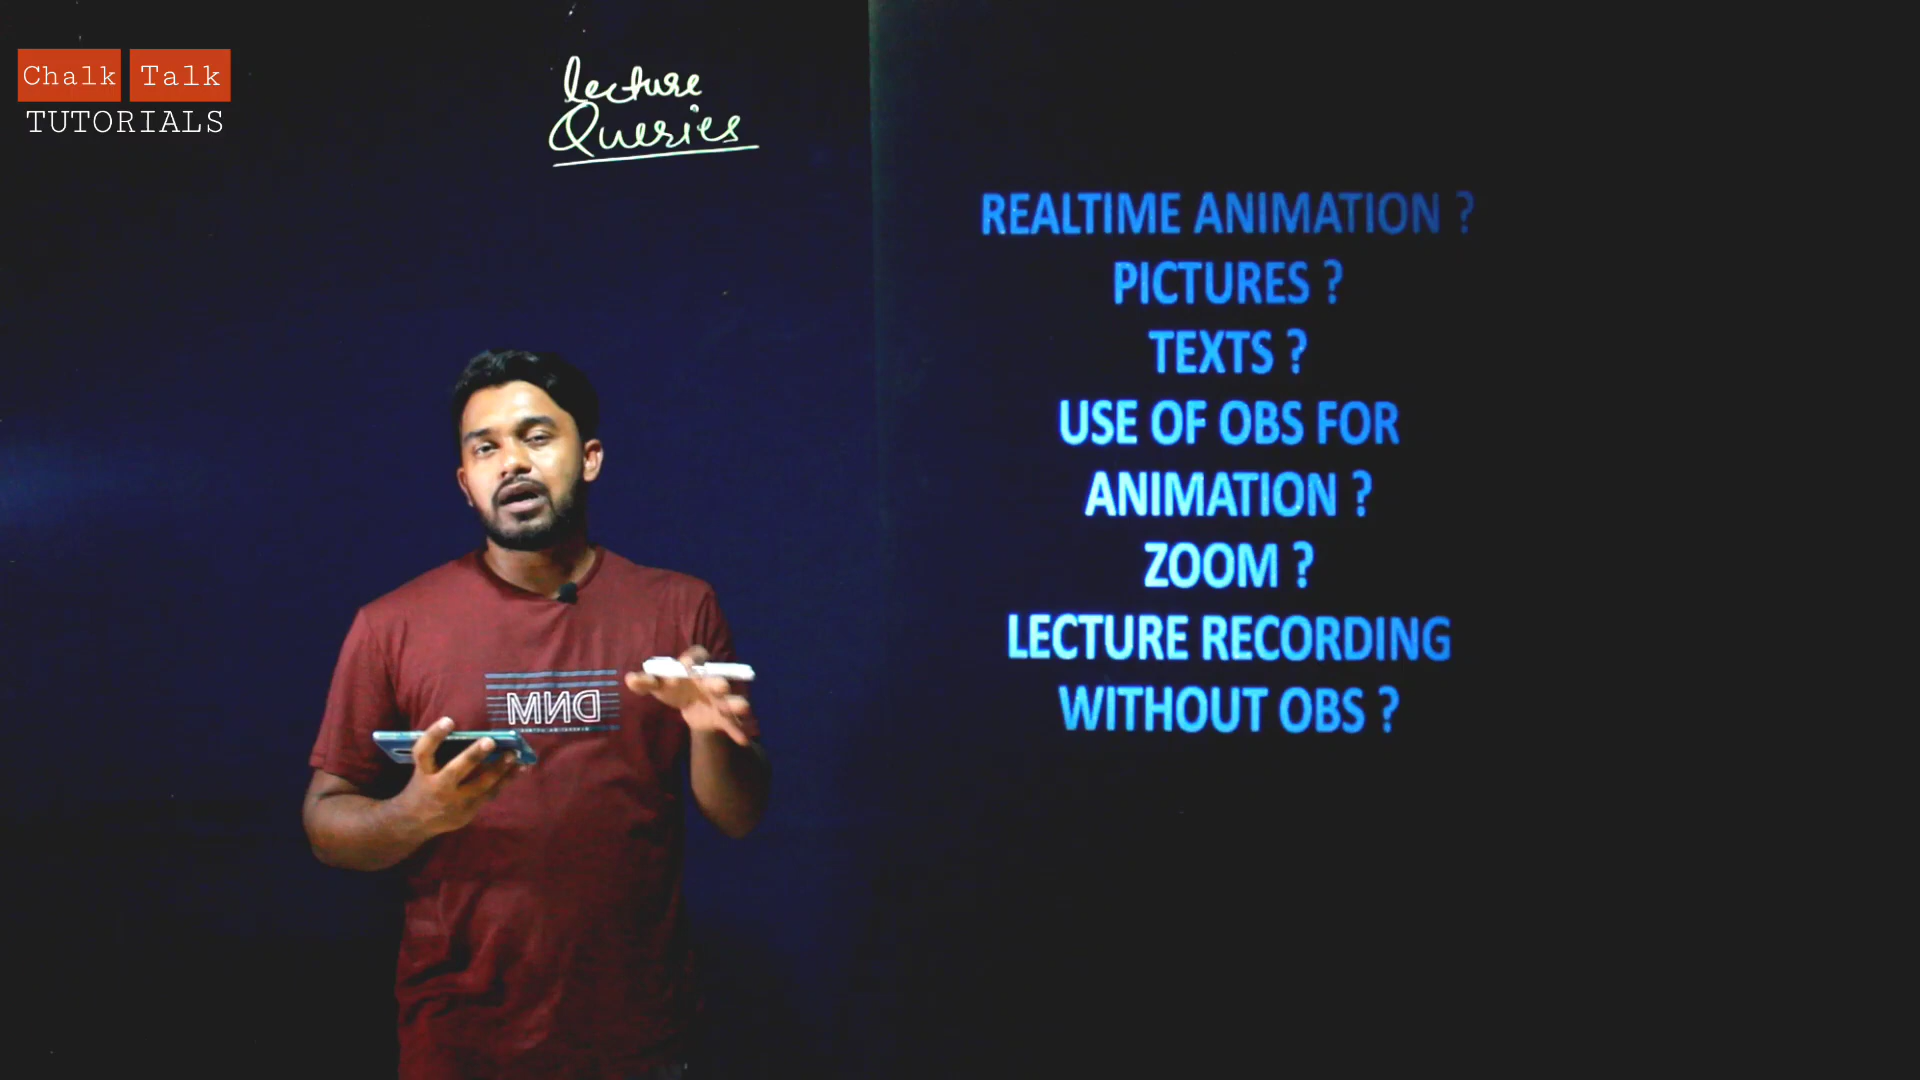 Chalk Talk
TUTORIALS
lecture
Queries
REALTIME ANIMATION ?
PICTURES ?
TEXTS ?
USE OF OBS FOR
ANIMATION ?
ZOOM ?
LECTURE RECORDING
WITHOUT OBS ?
DNM